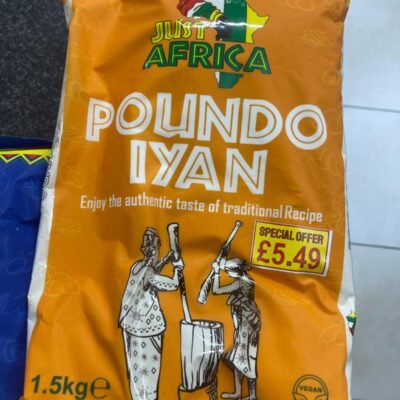 JUST
AFRICA
POUNDO
IYAN
Enjoy the authentic taste of traditional Recipe
SPECIAL OFFER
£5.49
1.5kg℮
VEGAN